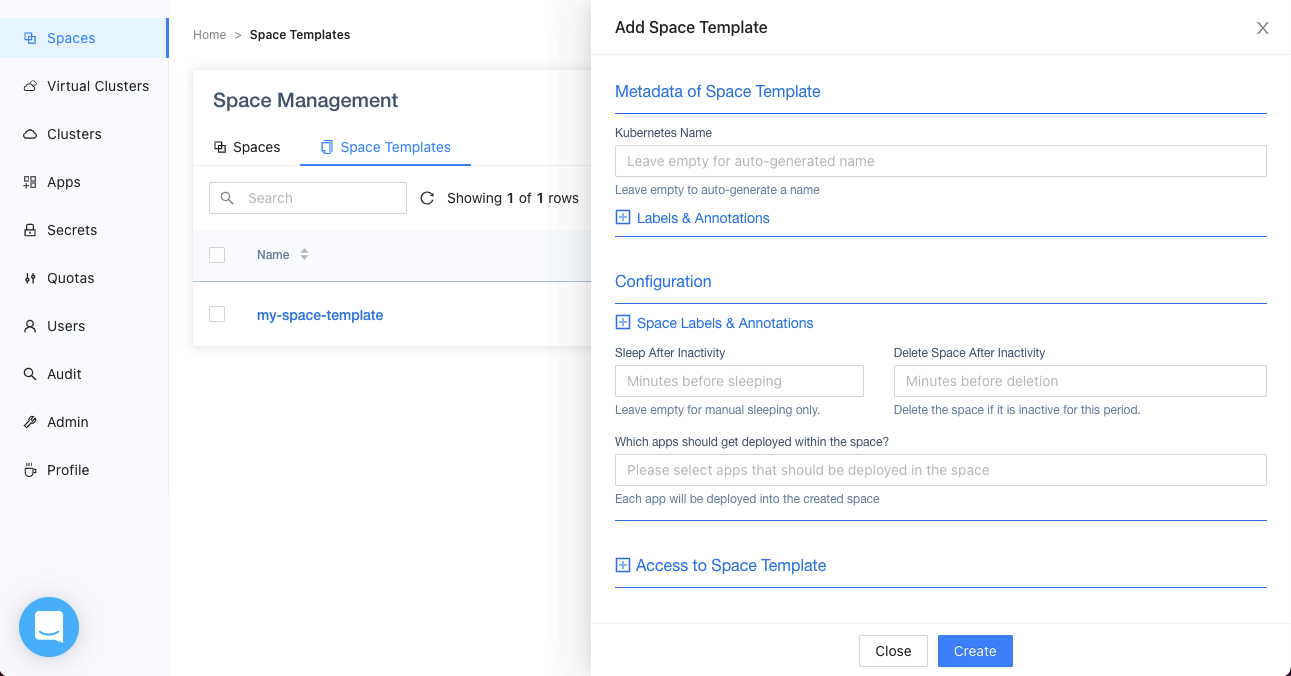 Spaces
Virtual Clusters
Clusters
Apps
Secrets
Quotas
Users
Audit
Admin
Profile
Home > Space Templates
Space Management
Spaces
Space Templates
Search
Showing 1 of 1 rows
Name
my-space-template
Add Space Template
Metadata of Space Template
Kubernetes Name
Leave empty for auto-generated name
Leave empty to auto-generate a name
Labels & Annotations
Configuration
Space Labels & Annotations
Sleep After Inactivity
Minutes before sleeping
Leave empty for manual sleeping only.
Delete Space After Inactivity
Minutes before deletion
Delete the space if it is inactive for this period.
Which apps should get deployed within the space?
Please select apps that should be deployed in the space
Each app will be deployed into the created space
Access to Space Template
Close
Create